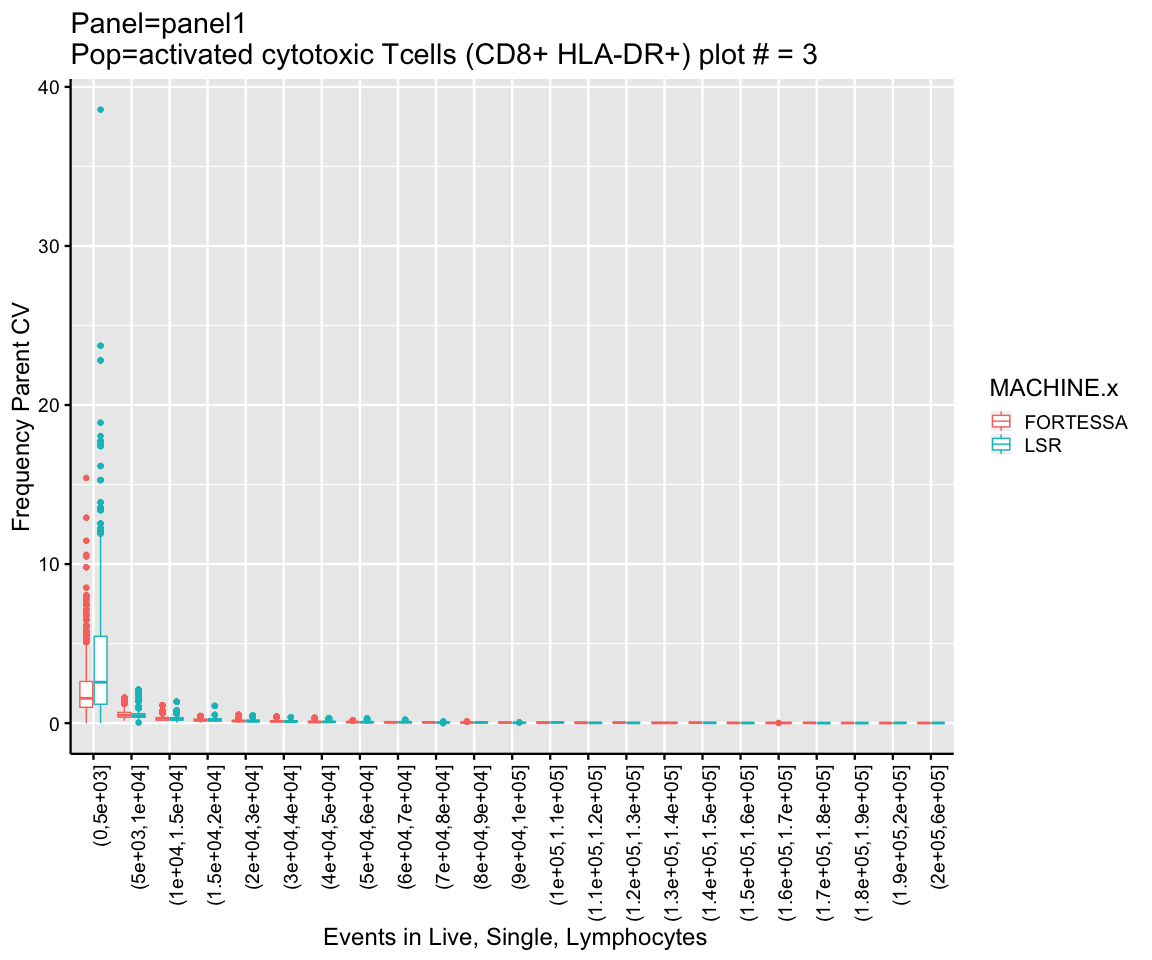 Panel=panel1
Pop=activated cytotoxic Tcells (CD8+ HLA-DR+) plot # = 3
40
30
20
10
0
Frequency Parent CV
(0,5e+03]
(5e+03,1e+04]
(1e+04,1.5e+04]
(1.5e+04,2e+04]
(2e+04,3e+04]
(3e+04,4e+04]
(4e+04,5e+04]
(5e+04,6e+04]
(6e+04,7e+04]
(7e+04,8e+04]
(8e+04,9e+04]
(9e+04,1e+05]
(1e+05,1.1e+05]
(1.1e+05,1.2e+05]
(1.2e+05,1.3e+05]
(1.3e+05,1.4e+05]
(1.4e+05,1.5e+05]
(1.5e+05,1.6e+05]
(1.6e+05,1.7e+05]
(1.7e+05,1.8e+05]
(1.8e+05,1.9e+05]
(1.9e+05,2e+05]
(2e+05,6e+05]
Events in Live, Single, Lymphocytes
MACHINE.x
FORTESSA
LSR